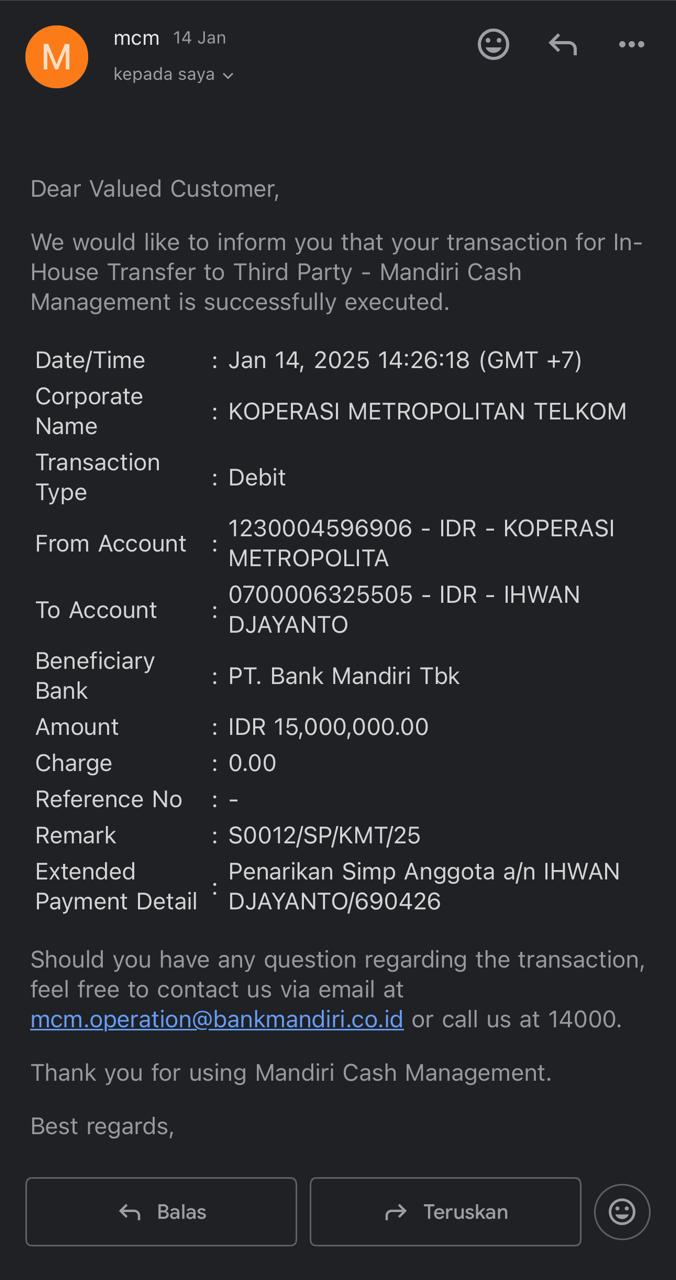 M
mcm 14 Jan
kepada saya
Dear Valued Customer,
We would like to inform you that your transaction for In-
House Transfer to Third Party - Mandiri Cash
Management is successfully executed.
Date/Time : Jan 14, 2025 14:26:18 (GMT +7)
Corporate
Name : KOPERASI METROPOLITAN TELKOM
Transaction
Type : Debit
From Account : 1230004596906 - IDR - KOPERASI
METROPOLITA
To Account : 0700006325505 - IDR - IHWAN
DJAYANTO
Beneficiary
Bank : PT. Bank Mandiri Tbk
Amount : IDR 15,000,000.00
Charge : 0.00
Reference No : -
Remark : S0012/SP/KMT/25
Extended
Payment Detail : Penarikan Simp Anggota a/n IHWAN
DJAYANTO/690426
Should you have any question regarding the transaction,
feel free to contact us via email at
mcm.operation@bankmandiri.co.id or call us at 14000.
Thank you for using Mandiri Cash Management.
Best regards,
Balas
Teruskan